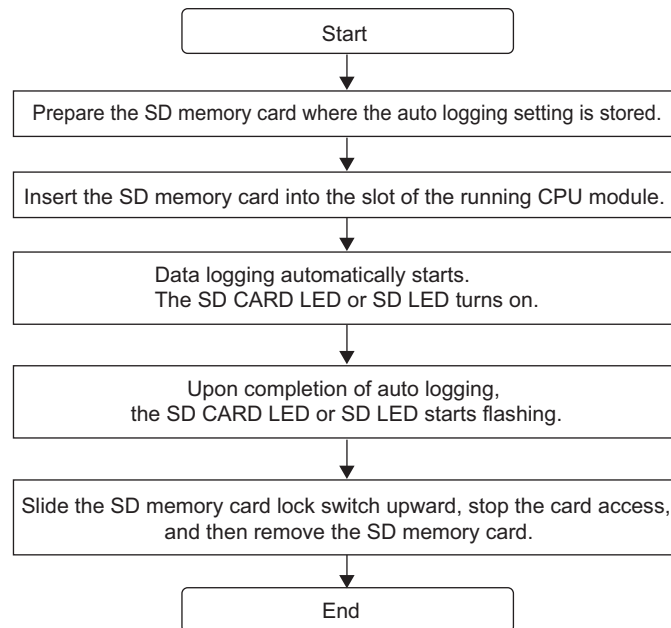 Start
Prepare the SD memory card where the auto logging setting is stored.
Insert the SD memory card into the slot of the running CPU module.
Data logging automatically starts.
The SD CARD LED or SD LED turns on.
Upon completion of auto logging,
the SD CARD LED or SD LED starts flashing.
Slide the SD memory card lock switch upward, stop the card access,
and then remove the SD memory card.
End